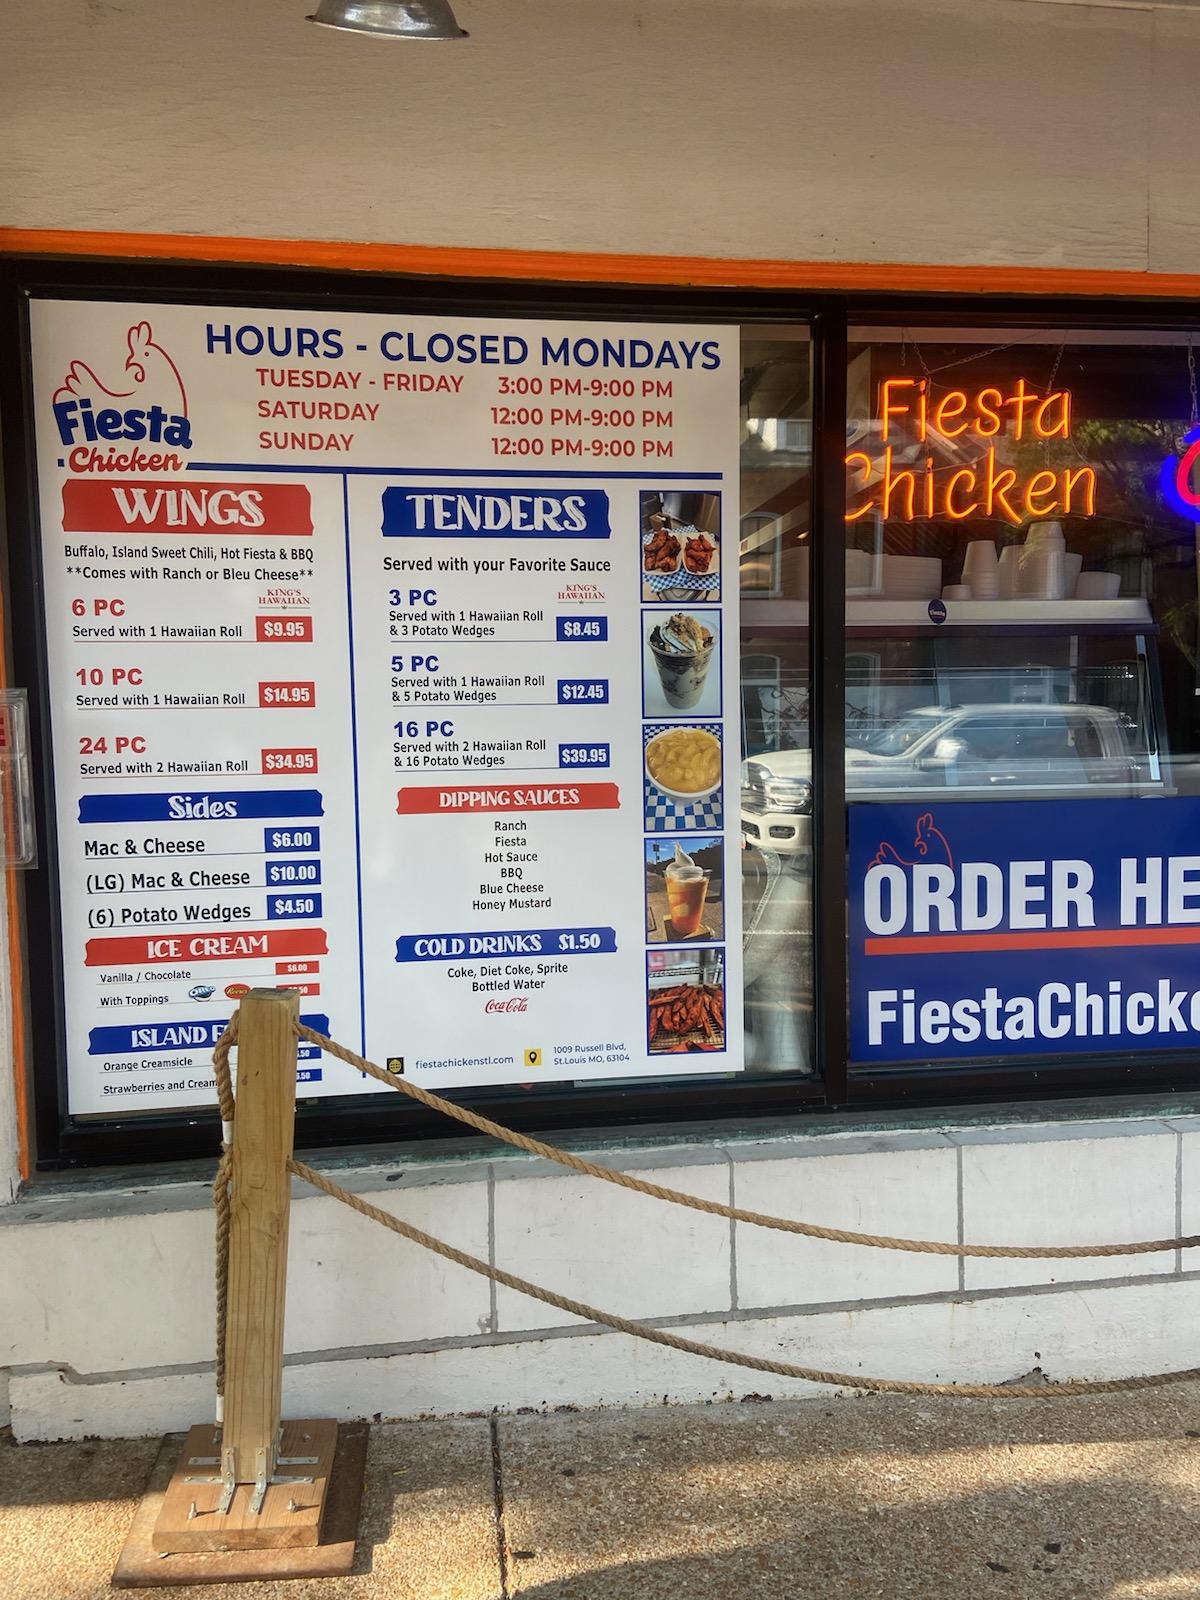 HOURS - CLOSED MONDAYS
TUESDAY - FRIDAY 3:00 PM-9:00 PM
SATURDAY 12:00 PM-9:00 PM
SUNDAY 12:00 PM-9:00 PM
Fiesta
Chicken
WINGS
Buffalo, Island Sweet Chili, Hot Fiesta & BBQ
**Comes with Ranch or Bleu Cheese**
KING'S
HAWAIIAN
6 PC
Served with 1 Hawaiian Roll $9.95
10 PC
Served with 1 Hawaiian Roll $14.95
24 PC
Served with 2 Hawaiian Roll $34.95
Sides
Mac & Cheese $6.00
(LG) Mac & Cheese $10.00
(6) Potato Wedges $4.50
ICE CREAM
Vanilla / Chocolate $6.00
With Toppings OREO Reese's .50
ISLAND F
Orange Creamsicle .50
Strawberries and Cream .50
TENDERS
Served with your Favorite Sauce
KING'S
HAWAIIAN
3 PC
Served with 1 Hawaiian Roll
& 3 Potato Wedges $8.45
5 PC
Served with 1 Hawaiian Roll
& 5 Potato Wedges $12.45
16 PC
Served with 2 Hawaiian Roll
& 16 Potato Wedges $39.95
DIPPING SAUCES
Ranch
Fiesta
Hot Sauce
BBQ
Blue Cheese
Honey Mustard
COLD DRINKS $1.50
Coke, Diet Coke, Sprite
Bottled Water
Coca-Cola
fiestachickenstl.com
1009 Russell Blvd,
St.Louis MO, 63104
Fiesta
Chicken
ORDER HE
FiestaChicke